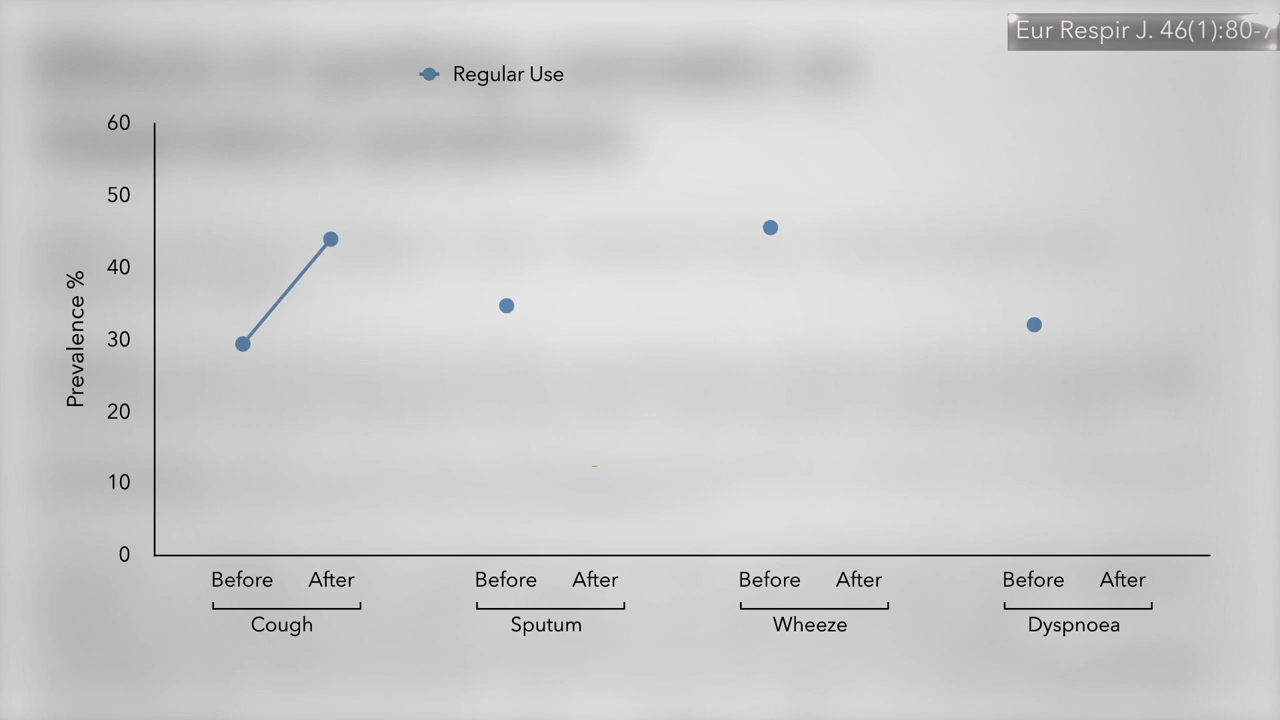 Eur Respir J. 46(1):80-7
Regular Use
60
50
40
30
20
10
0
Prevalence %
Before After Before After Before After Before After
Cough Sputum Wheeze Dyspnoea